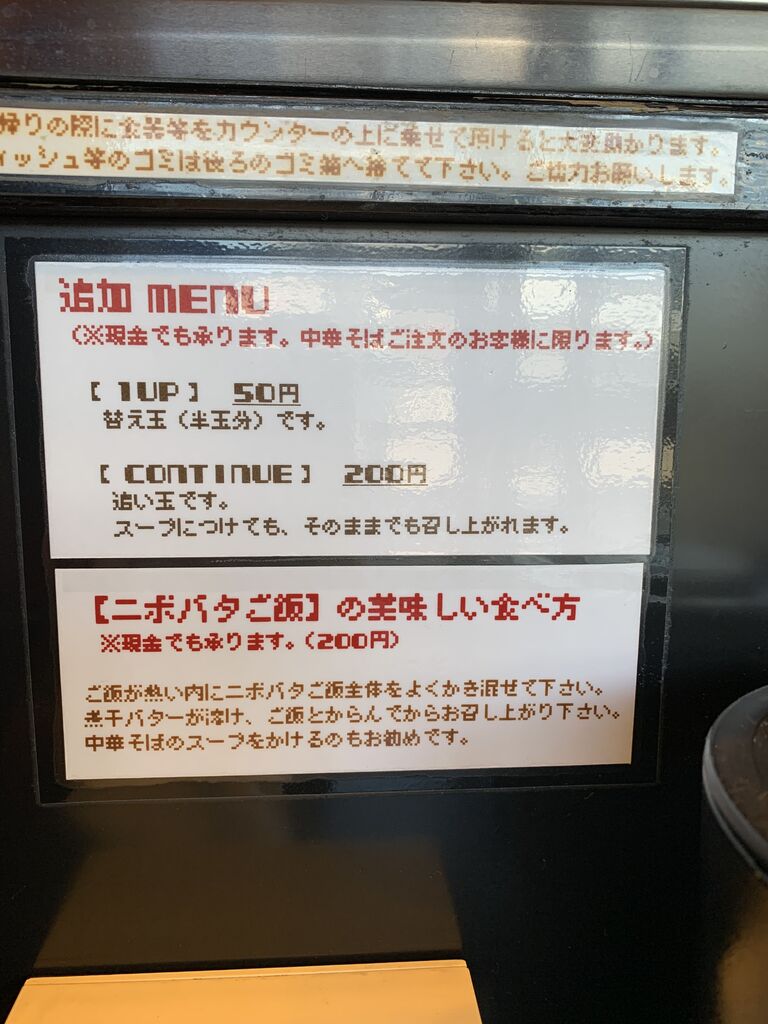 帰りの際に食器等をカウンターの上に乗せて頂けると大変助かります。
ィッシュ等のゴミは後ろのゴミ箱へ捨てて下さい。ご協力お願いします。
追加 MENU
(※現金でも承ります。中華そばご注文のお客様に限ります。)
【 1UP 】 50円
替え玉（半玉分）です。
【 CONTINUE 】 200円
追い玉です。
スープにつけても、そのままでも召し上がれます。
【ニボバタご飯】の美味しい食べ方
※現金でも承ります。(200円)
ご飯が熱い内にニボバタご飯全体をよくかき混ぜて下さい。
煮干バターが溶け、ご飯とからんでからお召し上がり下さい。
中華そばのスープをかけるのもお勧めです。